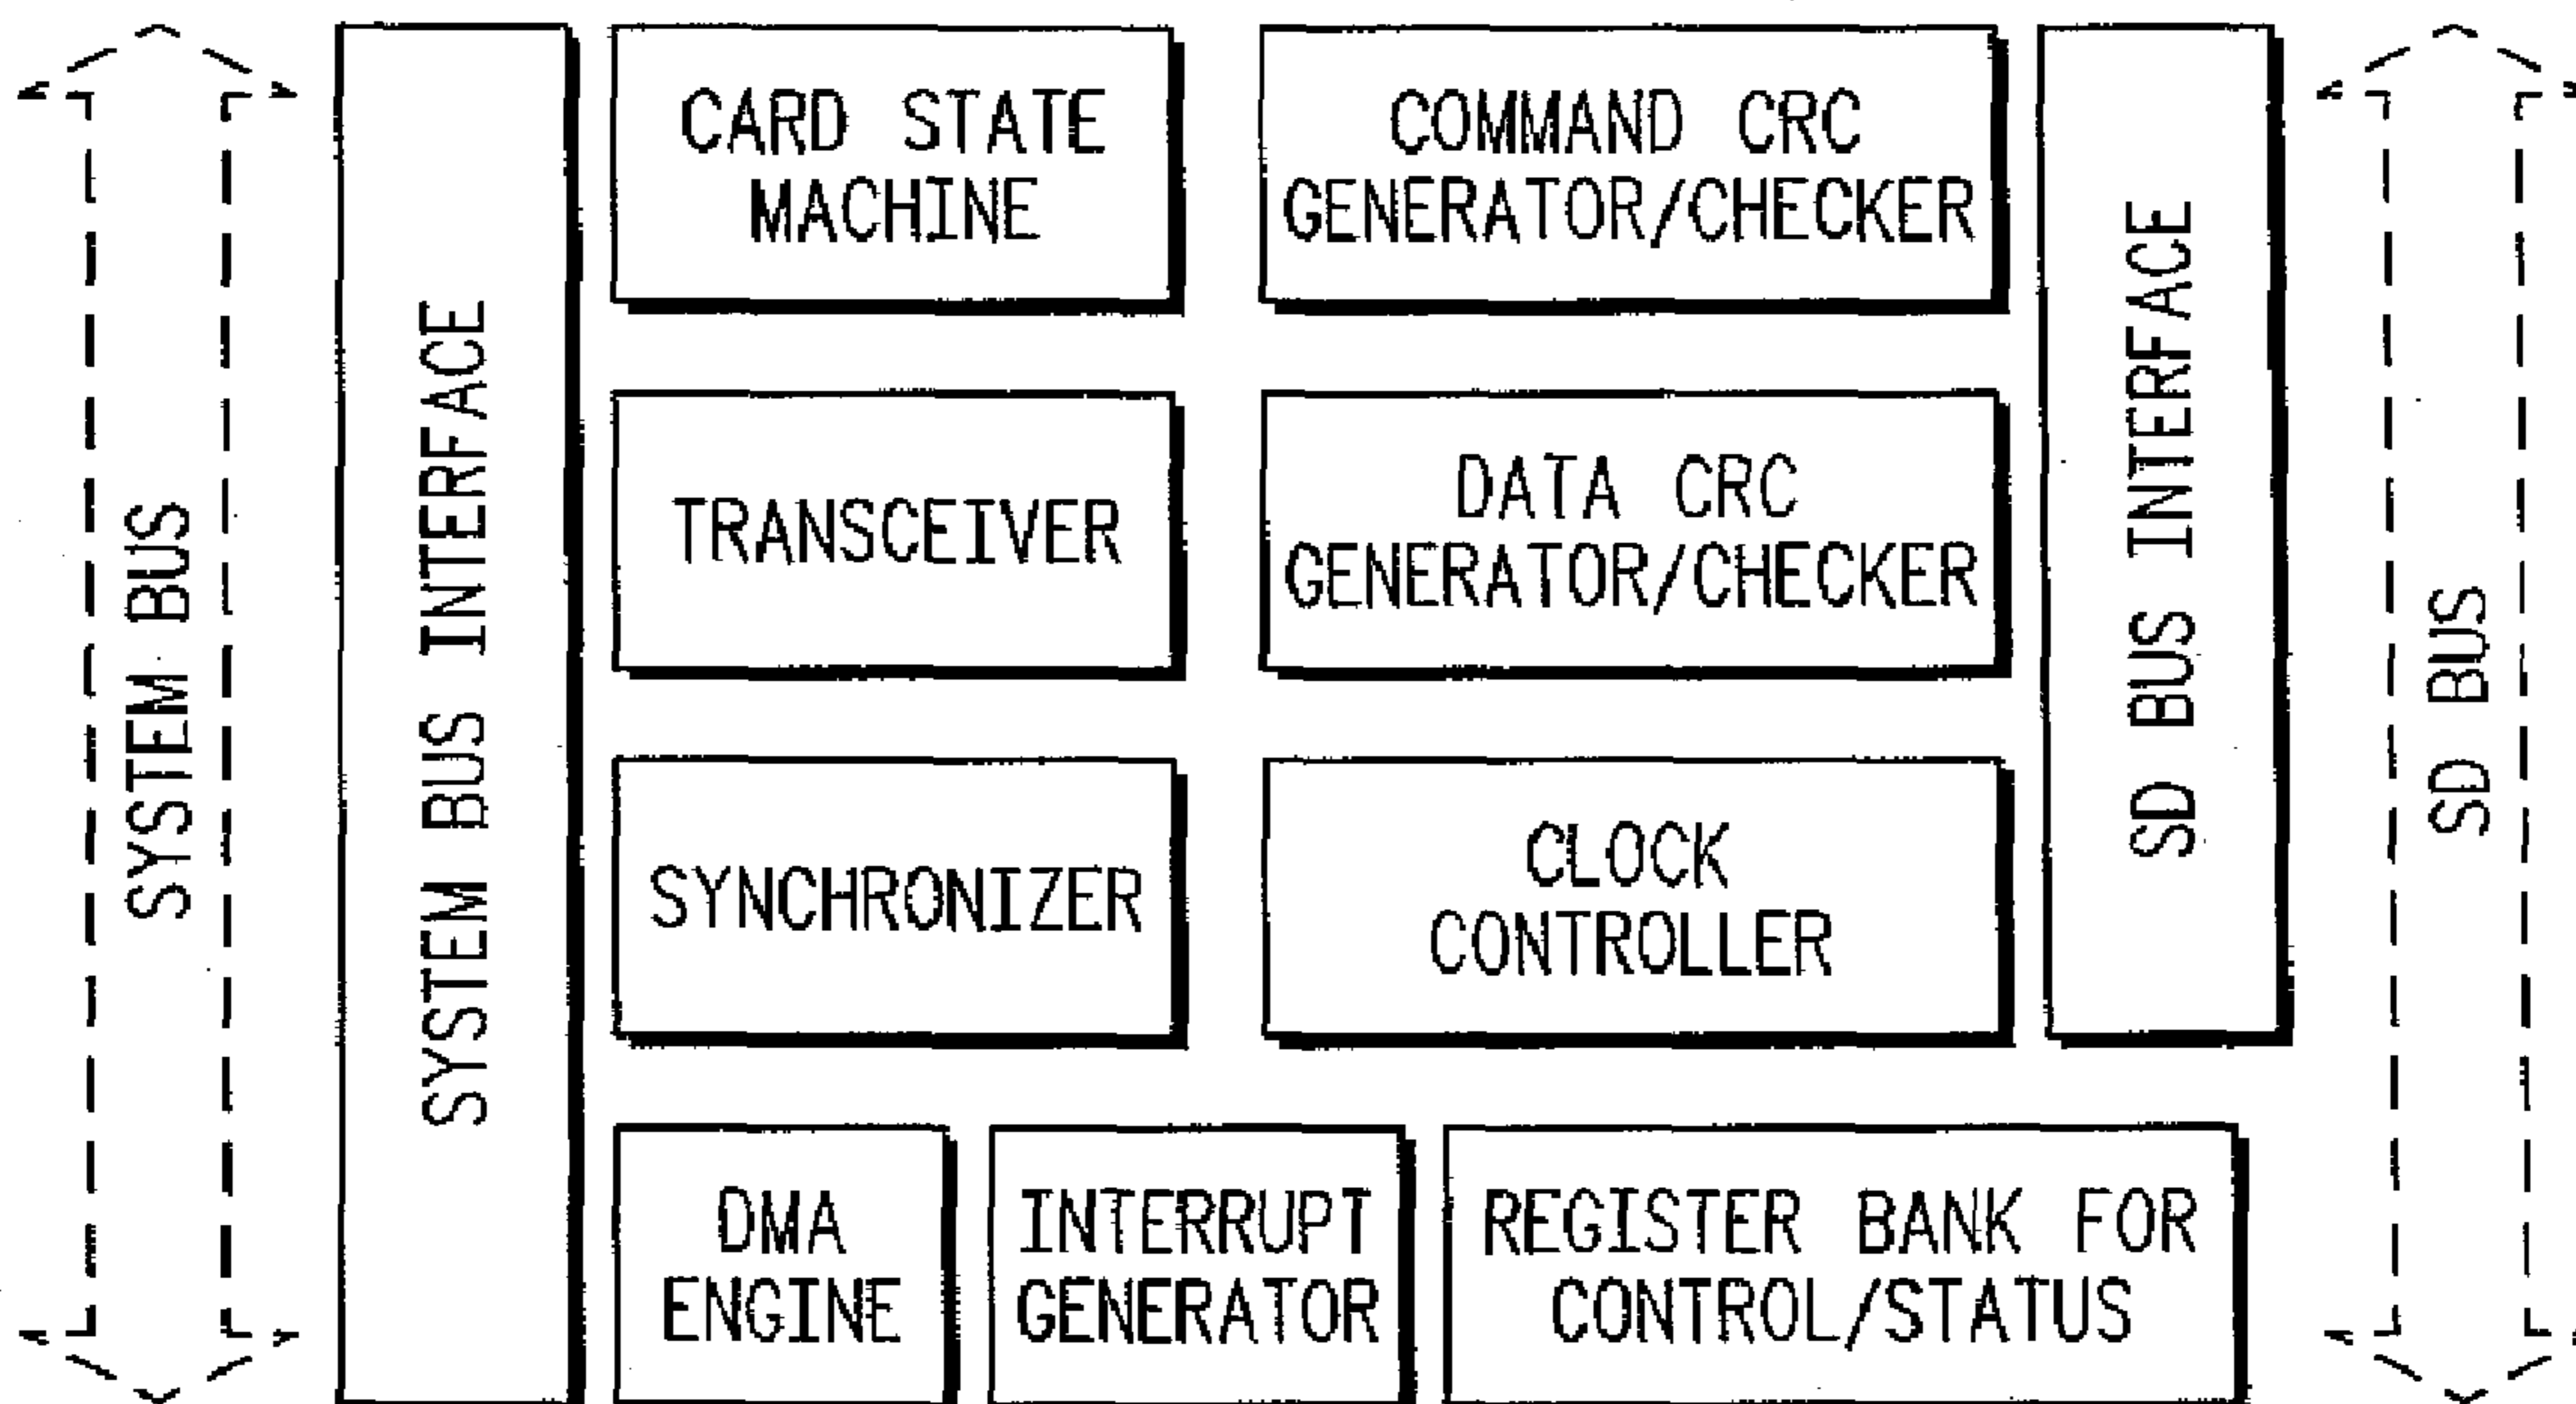 SYSTEM BUS
SYSTEM BUS INTERFACE
CARD STATE
MACHINE
COMMAND CRC
GENERATOR/CHECKER
TRANSCEIVER
DATA CRC
GENERATOR/CHECKER
SYNCHRONIZER
CLOCK
CONTROLLER
DMA
ENGINE
INTERRUPT
GENERATOR
REGISTER BANK FOR
CONTROL/STATUS
SD BUS INTERFACE
SD BUS